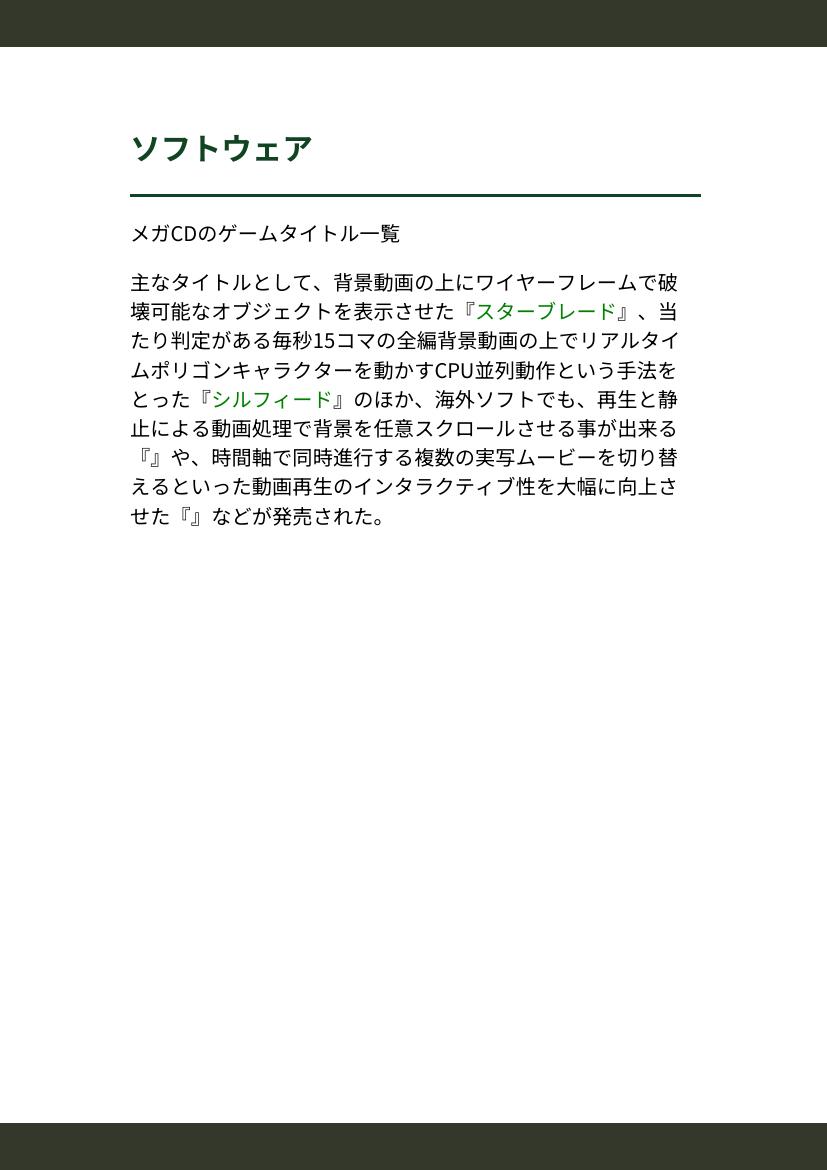 ソフトウェア
メガCDのゲームタイトル一覧
主なタイトルとして、背景動画の上にワイヤーフレームで破
壊可能なオブジェクトを表示させた『スターブレード』、当
たり判定がある毎秒15コマの全編背景動画の上でリアルタイ
ムポリゴンキャラクターを動かすCPU並列動作という手法を
とった『シルフィード』のほか、海外ソフトでも、再生と静
止による動画処理で背景を任意スクロールさせる事が出来る
『』や、時間軸で同時進行する複数の実写ムービーを切り替
えるといった動画再生のインタラクティブ性を大幅に向上さ
せた『』などが発売された。